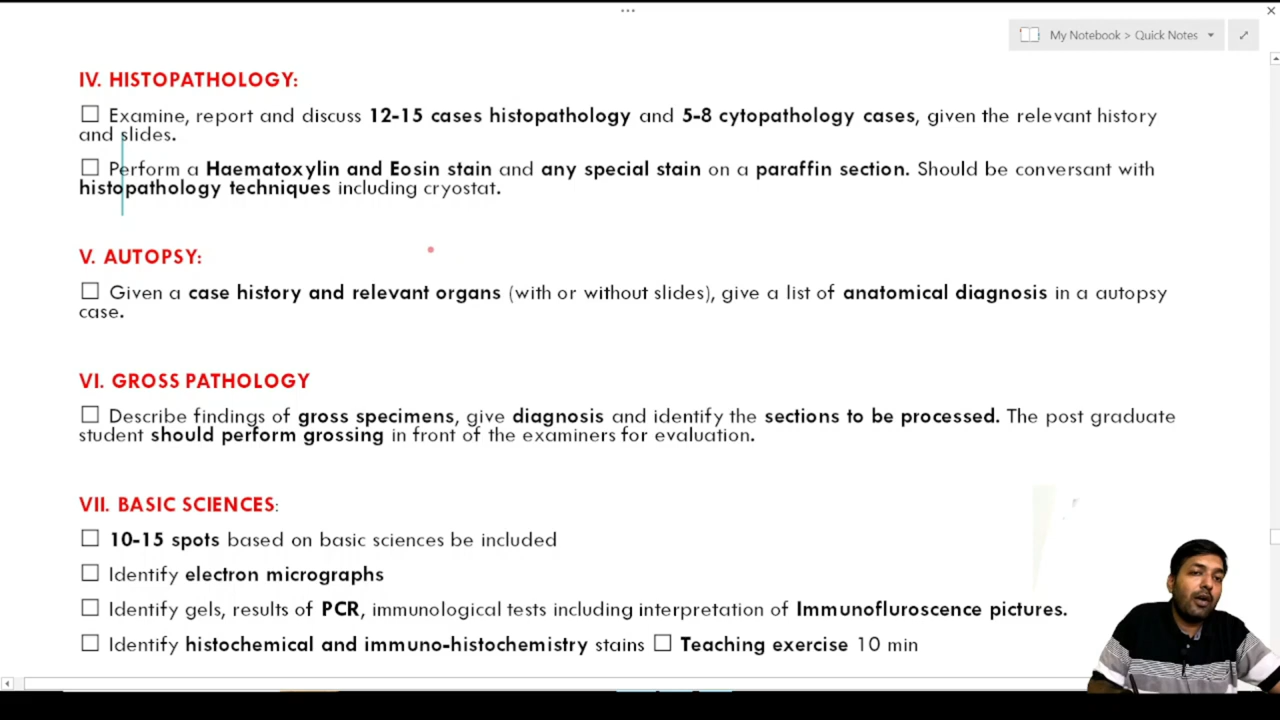 My Notebook > Quick Notes
IV. HISTOPATHOLOGY:
☐ Examine, report and discuss 12-15 cases histopathology and 5-8 cytopathology cases, given the relevant history
and slides.
☐ Perform a Haematoxylin and Eosin stain and any special stain on a paraffin section. Should be conversant with
histopathology techniques including cryostat.
V. AUTOPSY:
☐ Given a case history and relevant organs (with or without slides), give a list of anatomical diagnosis in a autopsy
case.
VI. GROSS PATHOLOGY
☐ Describe findings of gross specimens, give diagnosis and identify the sections to be processed. The post graduate
student should perform grossing in front of the examiners for evaluation.
VII. BASIC SCIENCES:
☐ 10-15 spots based on basic sciences be included
☐ Identify electron micrographs
☐ Identify gels, results of PCR, immunological tests including interpretation of Immunofluroscence pictures.
☐ Identify histochemical and immuno-histochemistry stains ☐ Teaching exercise 10 min